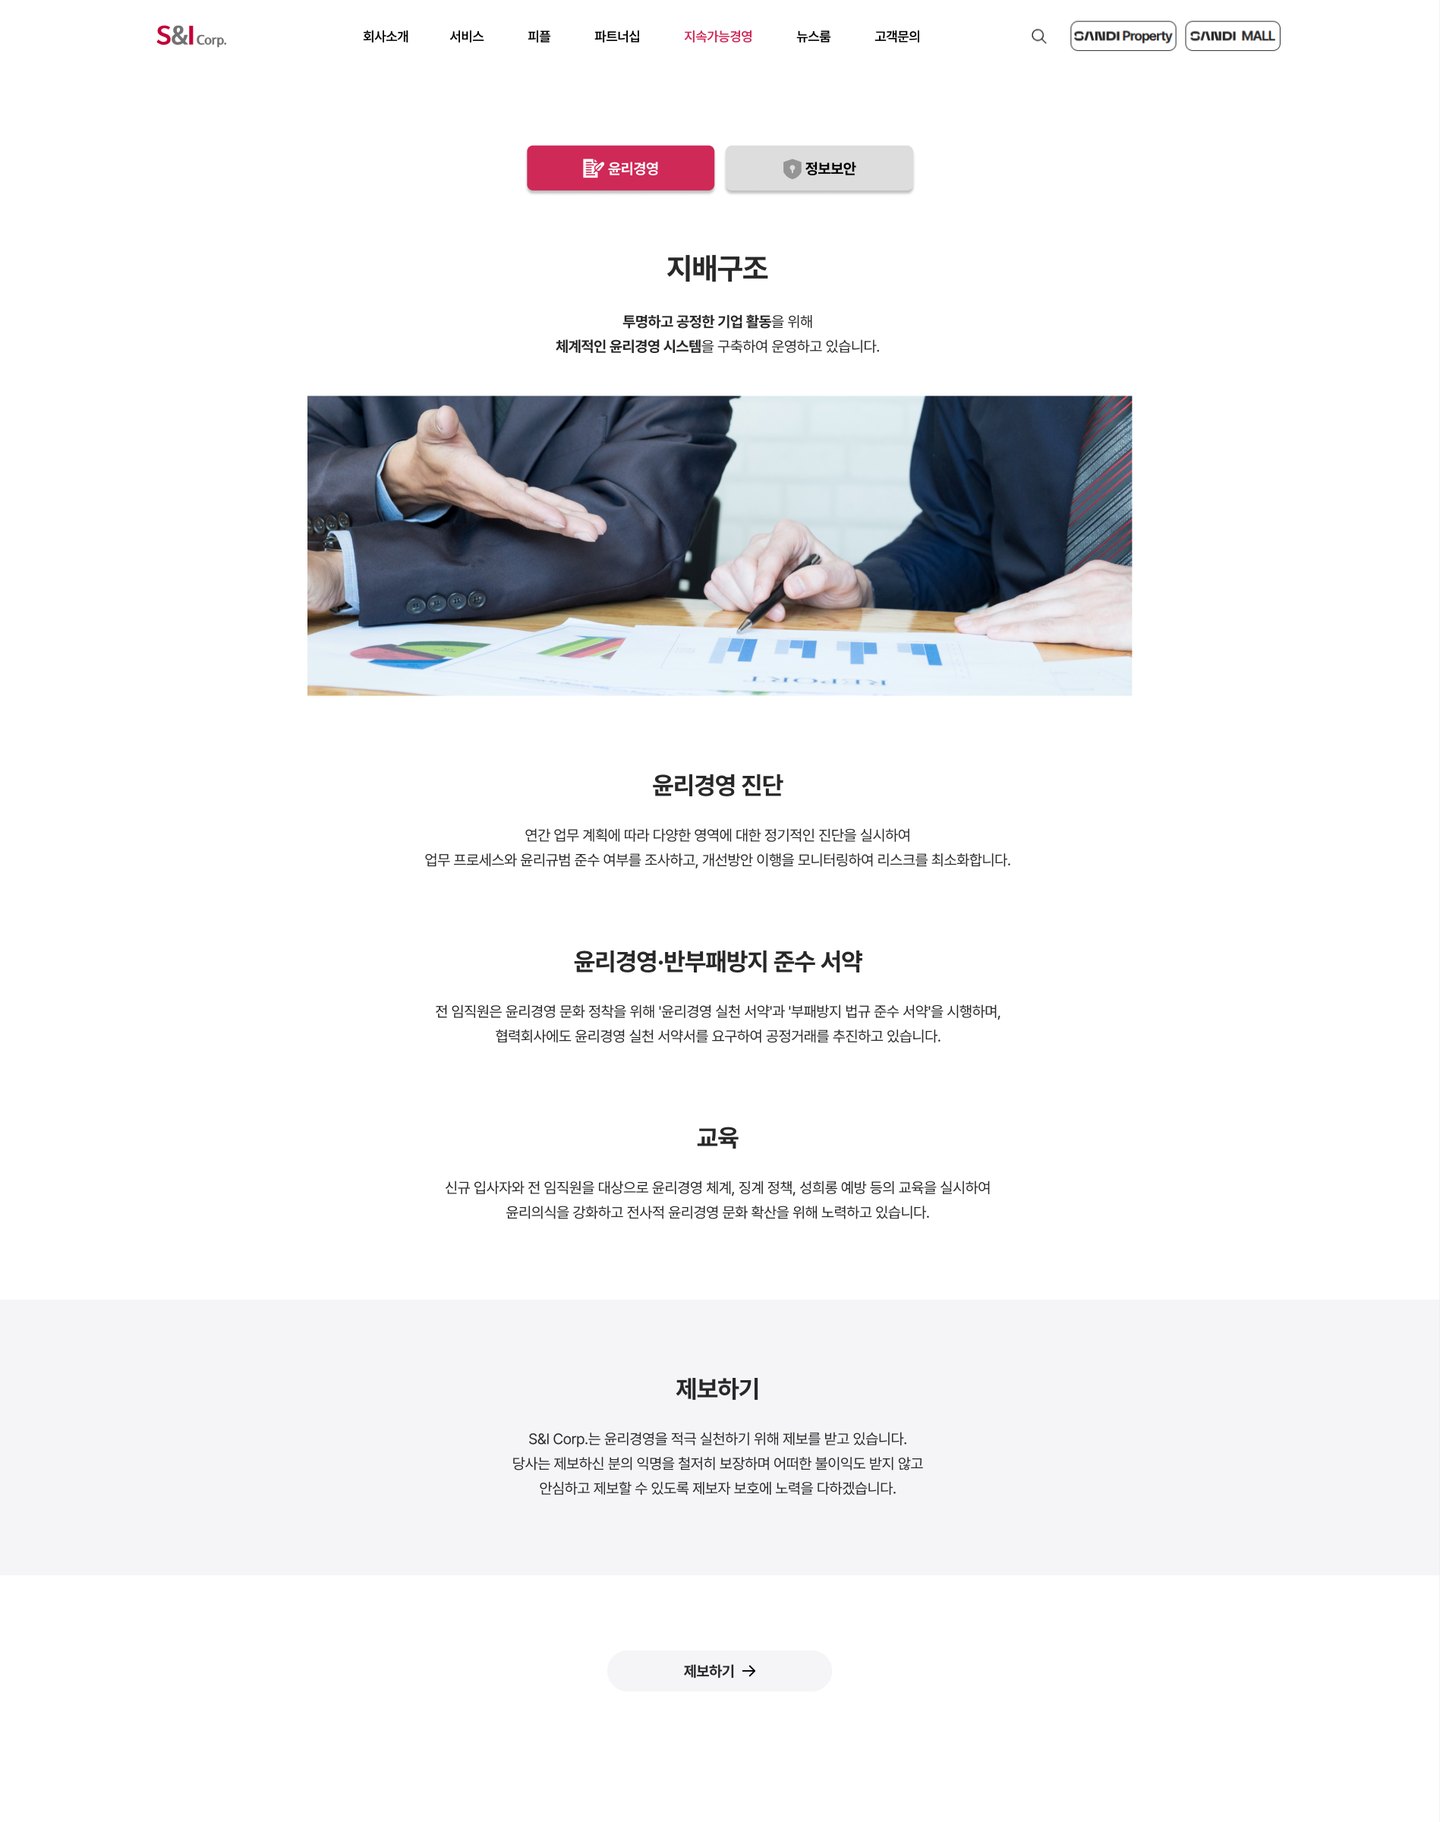 S&I Corp.
회사소개
서비스
피플
파트너십
지속가능경영
뉴스룸
고객문의
SANDI Property
SANDI MALL
윤리경영
정보보안
지배구조
투명하고 공정한 기업 활동을 위해
체계적인 윤리경영 시스템을 구축하여 운영하고 있습니다.
REPORT
윤리경영 진단
연간 업무 계획에 따라 다양한 영역에 대한 정기적인 진단을 실시하여
업무 프로세스와 윤리규범 준수 여부를 조사하고, 개선방안 이행을 모니터링하여 리스크를 최소화합니다.
윤리경영·반부패방지 준수 서약
전 임직원은 윤리경영 문화 정착을 위해 '윤리경영 실천 서약'과 '부패방지 법규 준수 서약'을 시행하며,
협력회사에도 윤리경영 실천 서약서를 요구하여 공정거래를 추진하고 있습니다.
교육
신규 입사자와 전 임직원을 대상으로 윤리경영 체계, 징계 정책, 성희롱 예방 등의 교육을 실시하여
윤리의식을 강화하고 전사적 윤리경영 문화 확산을 위해 노력하고 있습니다.
제보하기
S&I Corp.는 윤리경영을 적극 실천하기 위해 제보를 받고 있습니다.
당사는 제보하신 분의 익명을 철저히 보장하며 어떠한 불이익도 받지 않고
안심하고 제보할 수 있도록 제보자 보호에 노력을 다하겠습니다.
제보하기 →